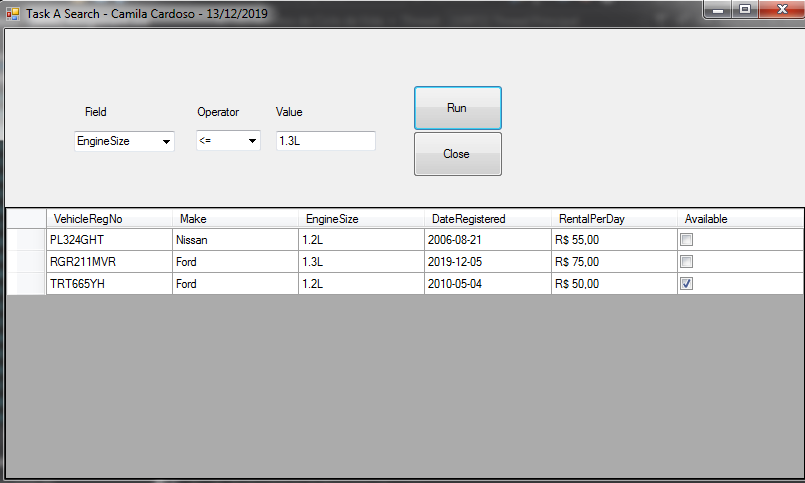 Task A Search - Camila Cardoso - 13/12/2019
Field Operator Value
Run
EngineSize <= 1.3L
Close
VehicleRegNo Make EngineSize DateRegistered RentalPerDay Available
PL324GHT Nissan 1.2L 2006-08-21 R$ 55,00
RGR211MVR Ford 1.3L 2019-12-05 R$ 75,00
TRT665YH Ford 1.2L 2010-05-04 R$ 50,00